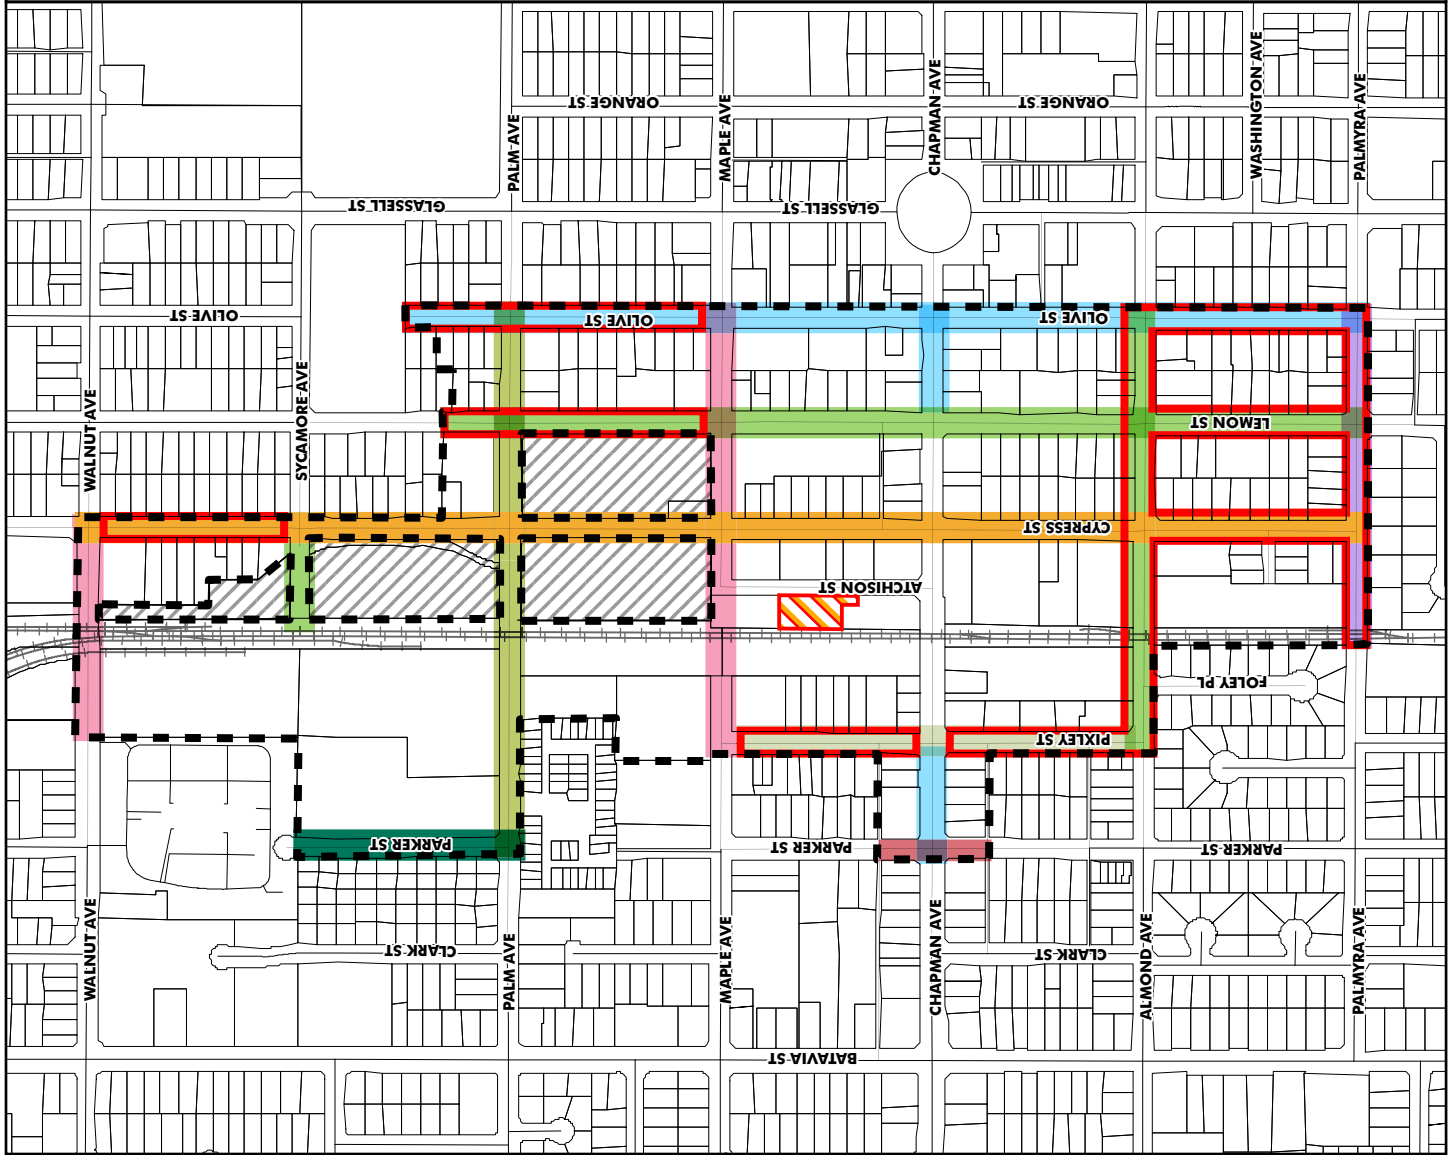 ORANGE ST
ORANGE ST
WASHINGTON AVE
CHAPMAN AVE
PALMYRA AVE
MAPLE AVE
PALM AVE
GLASSELL ST
GLASSELL ST
OLIVE ST
OLIVE ST
OLIVE ST
SYCAMORE AVE
WALNUT AVE
LEMON ST
CYPRESS ST
ATCHISON ST
FOLEY PL
PIXLEY ST
PARKER ST
PARKER ST
PARKER ST
WALNUT AVE
PALM AVE
MAPLE AVE
CHAPMAN AVE
ALMOND AVE
PALMYRA AVE
CLARK ST
CLARK ST
BATAVIA ST